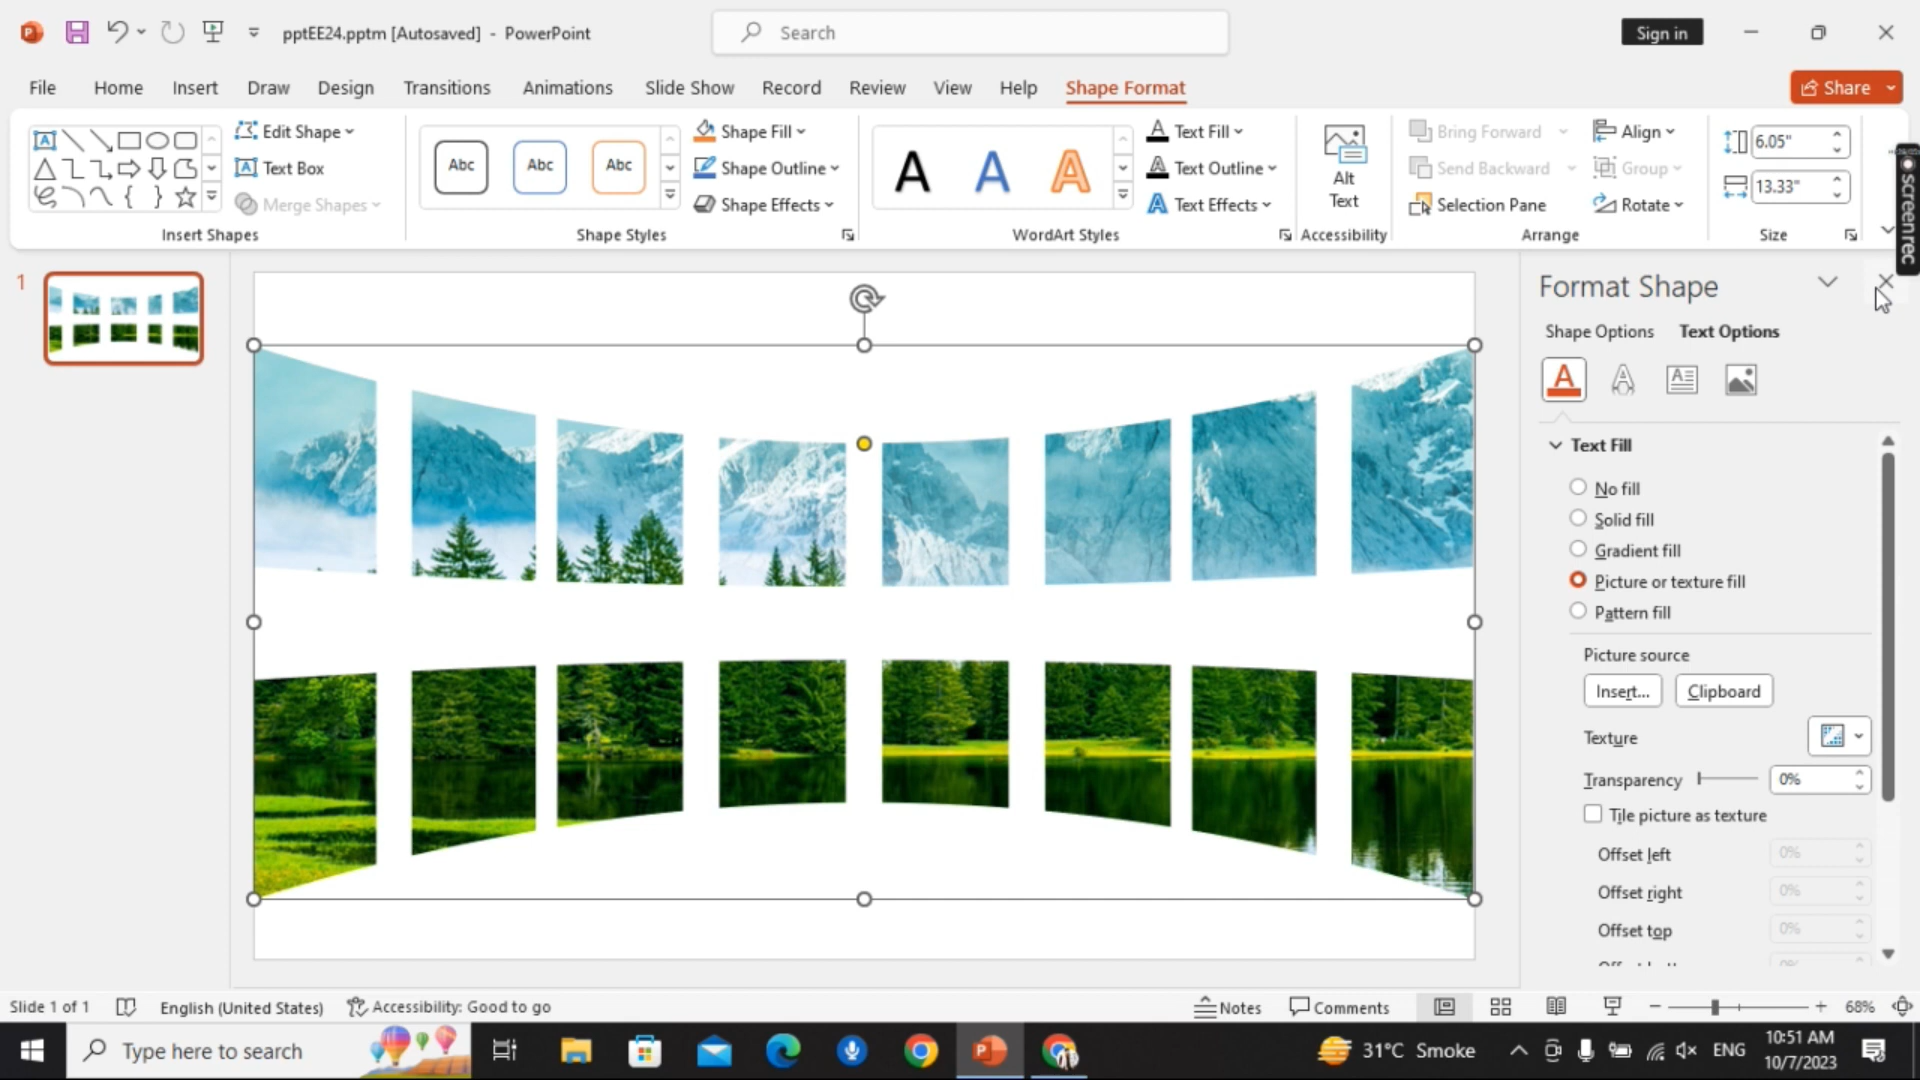 pptEE24.pptm [Autosaved] - PowerPoint
Search
Sign in
File Home Insert Draw Design Transitions Animations Slide Show Record Review View Help Shape Format
Share
Edit Shape
Text Box
Merge Shapes
Insert Shapes
Abc Abc Abc
Shape Fill
Shape Outline
Shape Effects
Shape Styles
A A A
Text Fill
Text Outline
Text Effects
WordArt Styles
Alt
Text
Accessibility
Bring Forward
Send Backward
Selection Pane
Align
Group
Rotate
Arrange
6.05"
13.33"
Size
screenrec
1
Format Shape
Shape Options Text Options
Text Fill
No fill
Solid fill
Gradient fill
Picture or texture fill
Pattern fill
Picture source
Insert... Clipboard
Texture
Transparency 0%
Tile picture as texture
Offset left 0%
Offset right 0%
Offset top 0%
Slide 1 of 1 English (United States) Accessibility: Good to go Notes Comments 68%
Type here to search
31°C Smoke
ENG
10:51 AM
10/7/2023